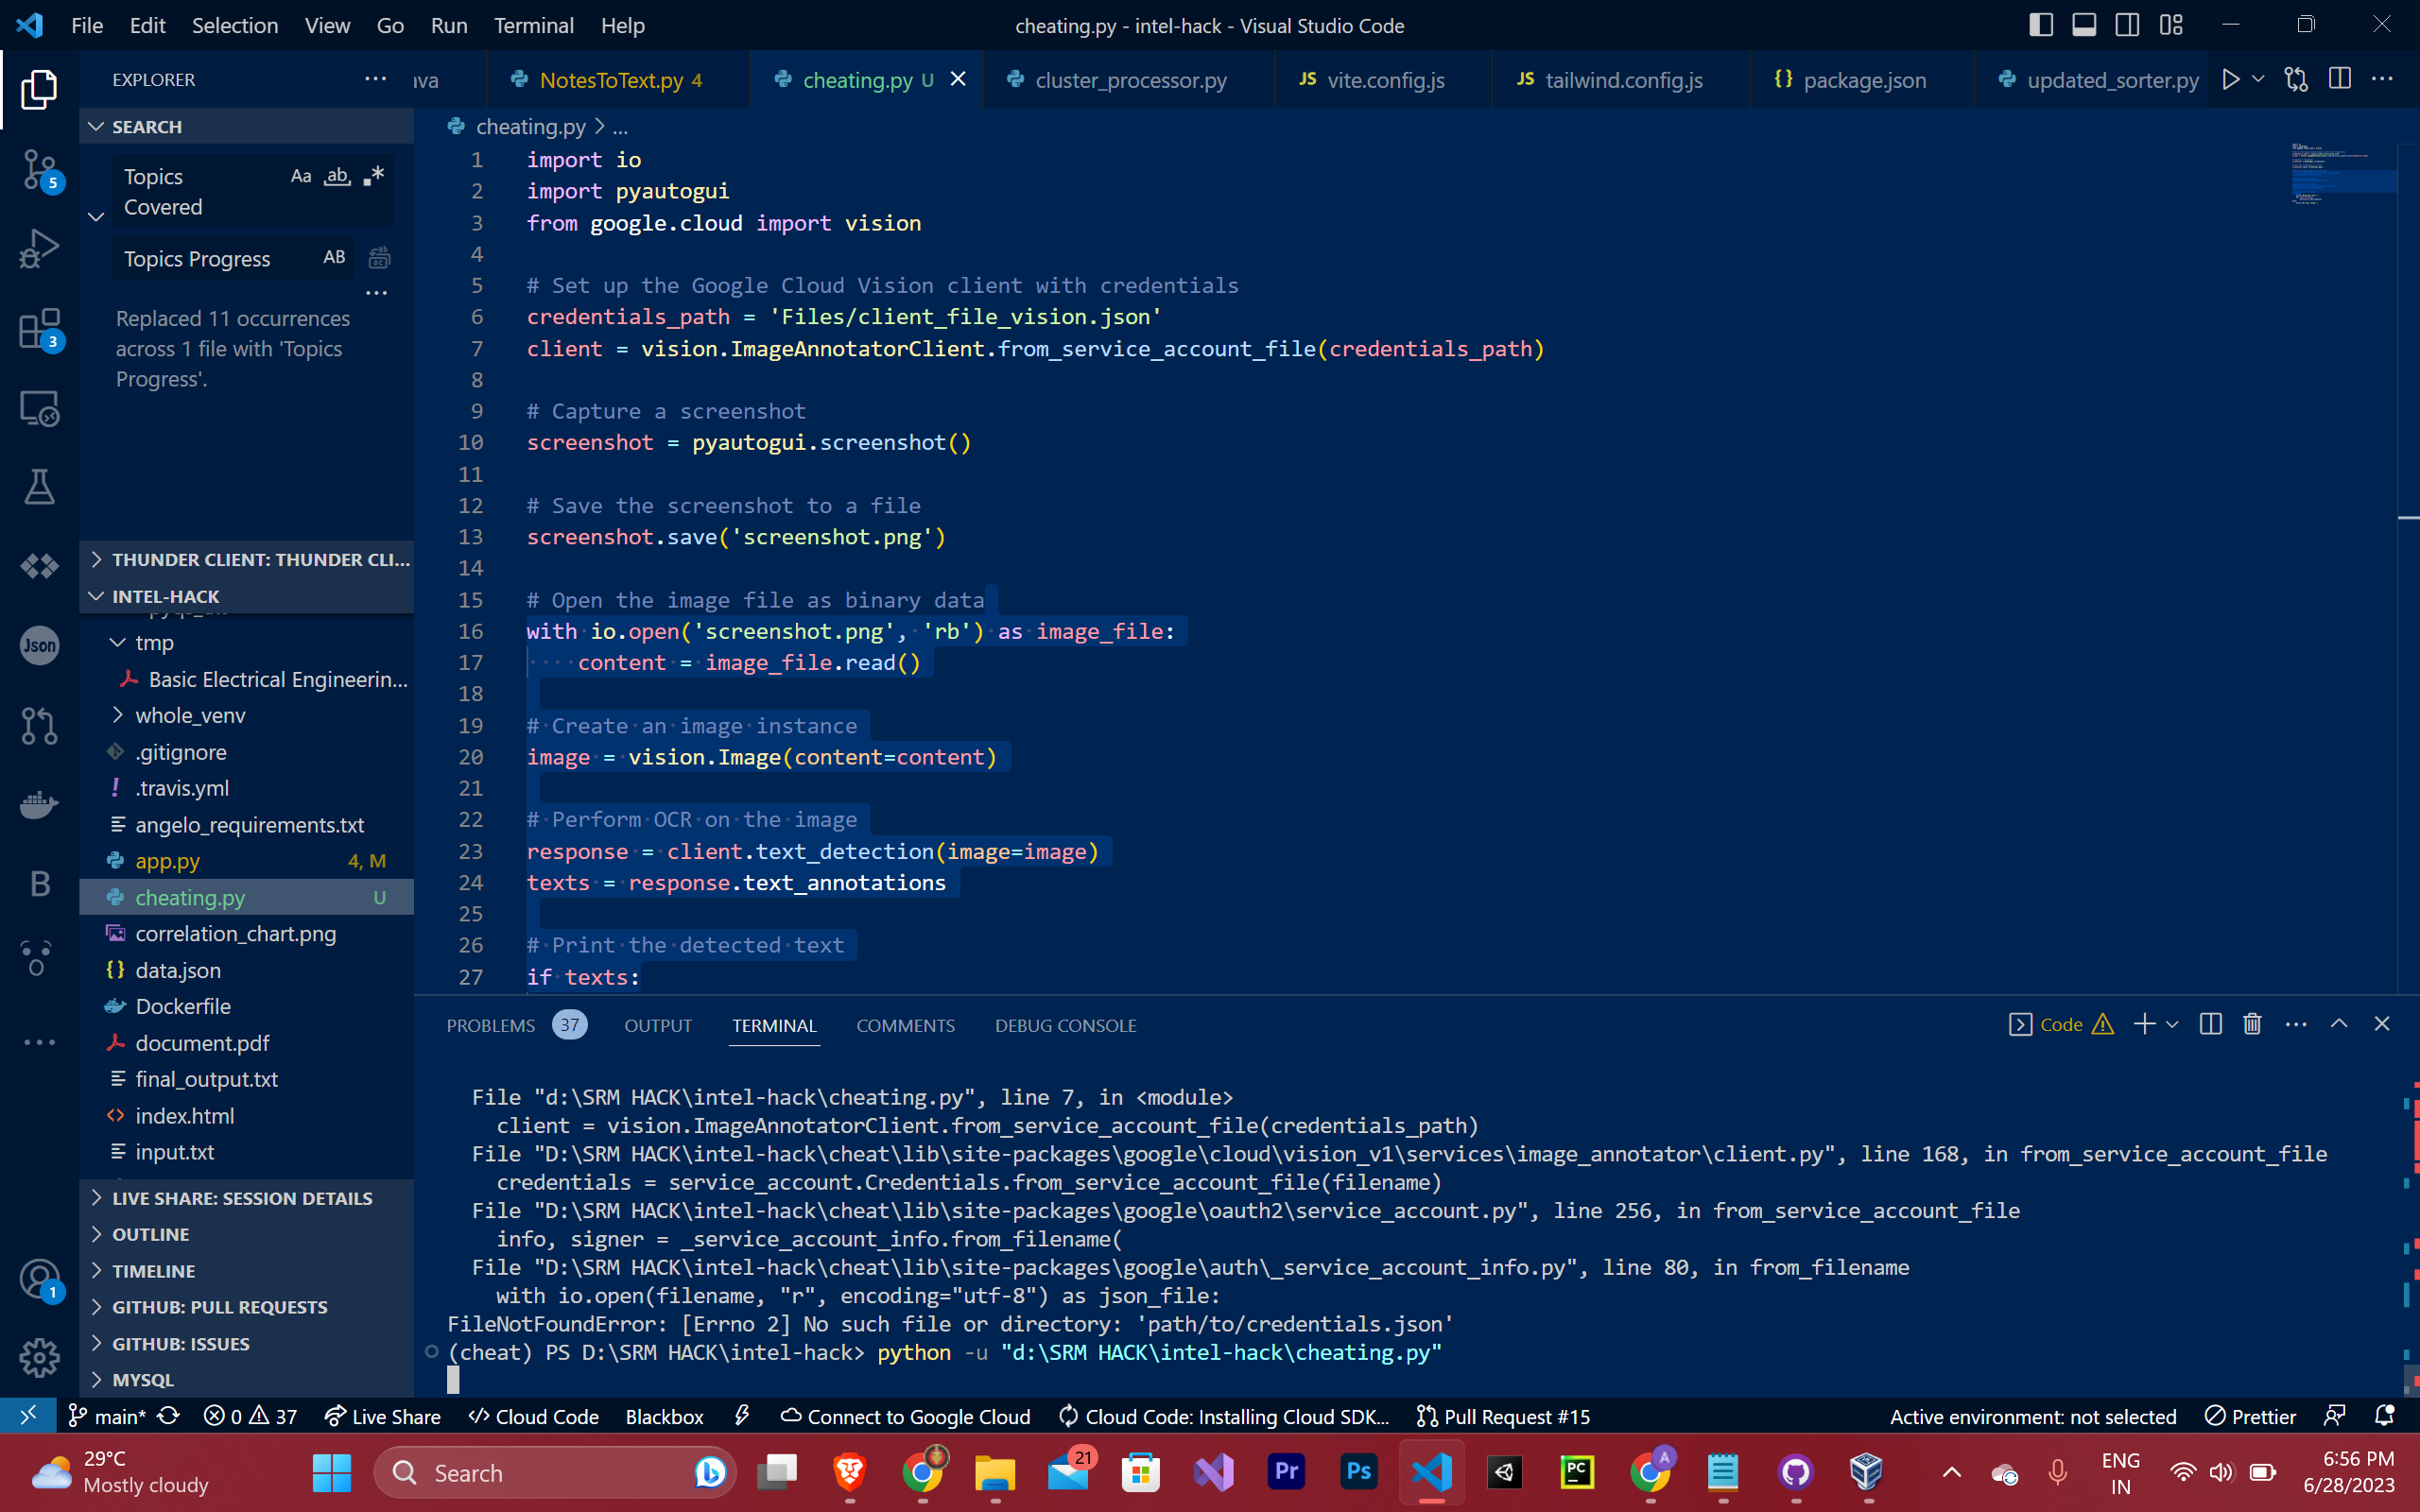 File Edit Selection View Go Run Terminal Help
cheating.py - intel-hack - Visual Studio Code
EXPLORER
SEARCH
Topics
Covered
Aa ab
Topics Progress AB
Replaced 11 occurrences
across 1 file with 'Topics
Progress'.
THUNDER CLIENT: THUNDER CLI...
INTEL-HACK
tmp
Basic Electrical Engineerin...
whole_venv
.gitignore
.travis.yml
angelo_requirements.txt
app.py 4, M
cheating.py U
correlation_chart.png
data.json
Dockerfile
document.pdf
final_output.txt
index.html
input.txt
LIVE SHARE: SESSION DETAILS
OUTLINE
TIMELINE
GITHUB: PULL REQUESTS
GITHUB: ISSUES
MYSQL
5
3
Json
B
1
ava NotesToText.py 4 cheating.py U cluster_processor.py JS vite.config.js JS tailwind.config.js {} package.json updated_sorter.py
cheating.py > ...
1 import io
2 import pyautogui
3 from google.cloud import vision
4
5 # Set up the Google Cloud Vision client with credentials
6 credentials_path = 'Files/client_file_vision.json'
7 client = vision.ImageAnnotatorClient.from_service_account_file(credentials_path)
8
9 # Capture a screenshot
10 screenshot = pyautogui.screenshot()
11
12 # Save the screenshot to a file
13 screenshot.save('screenshot.png')
14
15 # Open the image file as binary data
16 with io.open('screenshot.png', 'rb') as image_file:
17 content = image_file.read()
18
19 # Create an image instance
20 image = vision.Image(content=content)
21
22 # Perform OCR on the image
23 response = client.text_detection(image=image)
24 texts = response.text_annotations
25
26 # Print the detected text
27 if texts:
PROBLEMS 37 OUTPUT TERMINAL COMMENTS DEBUG CONSOLE
Code
File "d:\SRM HACK\intel-hack\cheating.py", line 7, in <module>
client = vision.ImageAnnotatorClient.from_service_account_file(credentials_path)
File "D:\SRM HACK\intel-hack\cheat\lib\site-packages\google\cloud\vision_v1\services\image_annotator\client.py", line 168, in from_service_account_file
credentials = service_account.Credentials.from_service_account_file(filename)
File "D:\SRM HACK\intel-hack\cheat\lib\site-packages\google\oauth2\service_account.py", line 256, in from_service_account_file
info, signer = _service_account_info.from_filename(
File "D:\SRM HACK\intel-hack\cheat\lib\site-packages\google\auth\_service_account_info.py", line 80, in from_filename
with io.open(filename, "r", encoding="utf-8") as json_file:
FileNotFoundError: [Errno 2] No such file or directory: 'path/to/credentials.json'
(cheat) PS D:\SRM HACK\intel-hack> python -u "d:\SRM HACK\intel-hack\cheating.py"
main* 0 37 Live Share Cloud Code Blackbox Connect to Google Cloud Cloud Code: Installing Cloud SDK... Pull Request #15 Active environment: not selected Prettier
29°C
Mostly cloudy
Search
21
Pr
Ps
PC
A
ENG
IN
6:56 PM
6/28/2023